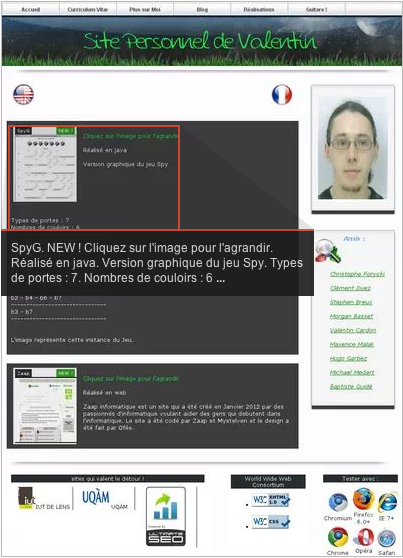 Accueil
Curriculum Vitæ
Plus sur Moi
Blog
Réalisations
Guitare !
Site Personnel de Valentin
SpyG
NEW !
Cliquez sur l'image pour l'agrandir
Réalisé en java
Version graphique du jeu Spy
Types de portes : 7
Nombres de couloirs : 6
SpyG. NEW ! Cliquez sur l'image pour l'agrandir.
Réalisé en java. Version graphique du jeu Spy. Types
de portes : 7. Nombres de couloirs : 6 ...
b2 - b4 - b6 - b7
------------------------------
b3 - b7
------------------------------
L'image représente cette instance du Jeu.
Zaap
NEW !
Cliquez sur l'image pour l'agrandir
Réalisé en web
Zaap informatique est un site qui a été créé en Janvier 2012 par des
passionnés d'informatique voulant aider des gens qui debutent dans
l'informatique. Le site a été codé par Zaap et Mystelven et le design a
été fait par Ofilis.
Amis :
Christophe Forycki
Clément Duez
Stephen Breus
Morgan Basset
Valentin Cardon
Maxence Malat
Hugo Garbez
Michael Medart
Baptiste Guidé
sites qui valent le détour !
iut
IUT DE LENS
UQÀM
UQAM
ULTIMATE
SEO
World Wide Web
Consortium
W3C XHTML
1.0
W3C CSS
Tester avec :
Chromium
Firefox
6.0+
IE 7+
Chrome
Opéra
Safari